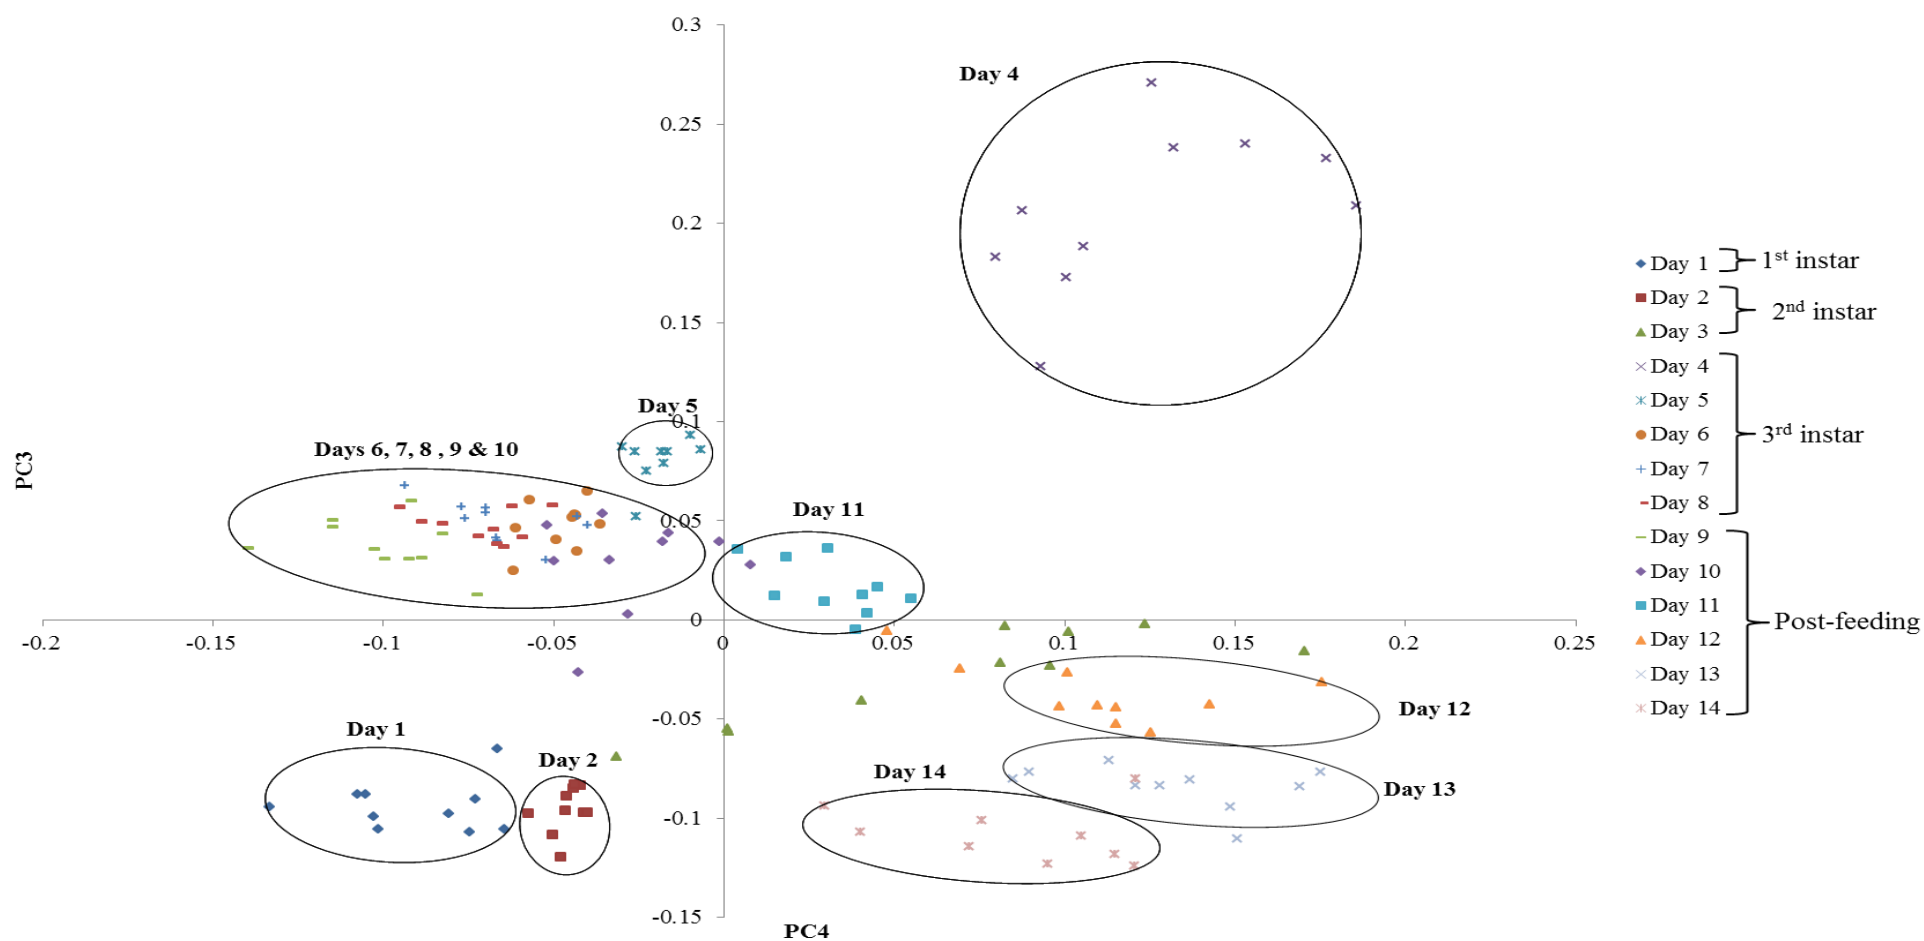 0.3
Day 4
0.25
0.2
0.15
Day 5
0.1
Days 6, 7, 8 , 9 & 10
PC3
Day 11
0.05
0
-0.2
-0.15
-0.1
-0.05
0
0.05
0.1
0.15
0.2
0.25
-0.05
Day 12
Day 1
Day 2
Day 14
Day 13
-0.1
-0.15
PC4
Day 1
1st instar
Day 2
2nd instar
Day 3
Day 4
Day 5
Day 6
3rd instar
Day 7
Day 8
Day 9
Day 10
Day 11
Post-feeding
Day 12
Day 13
Day 14